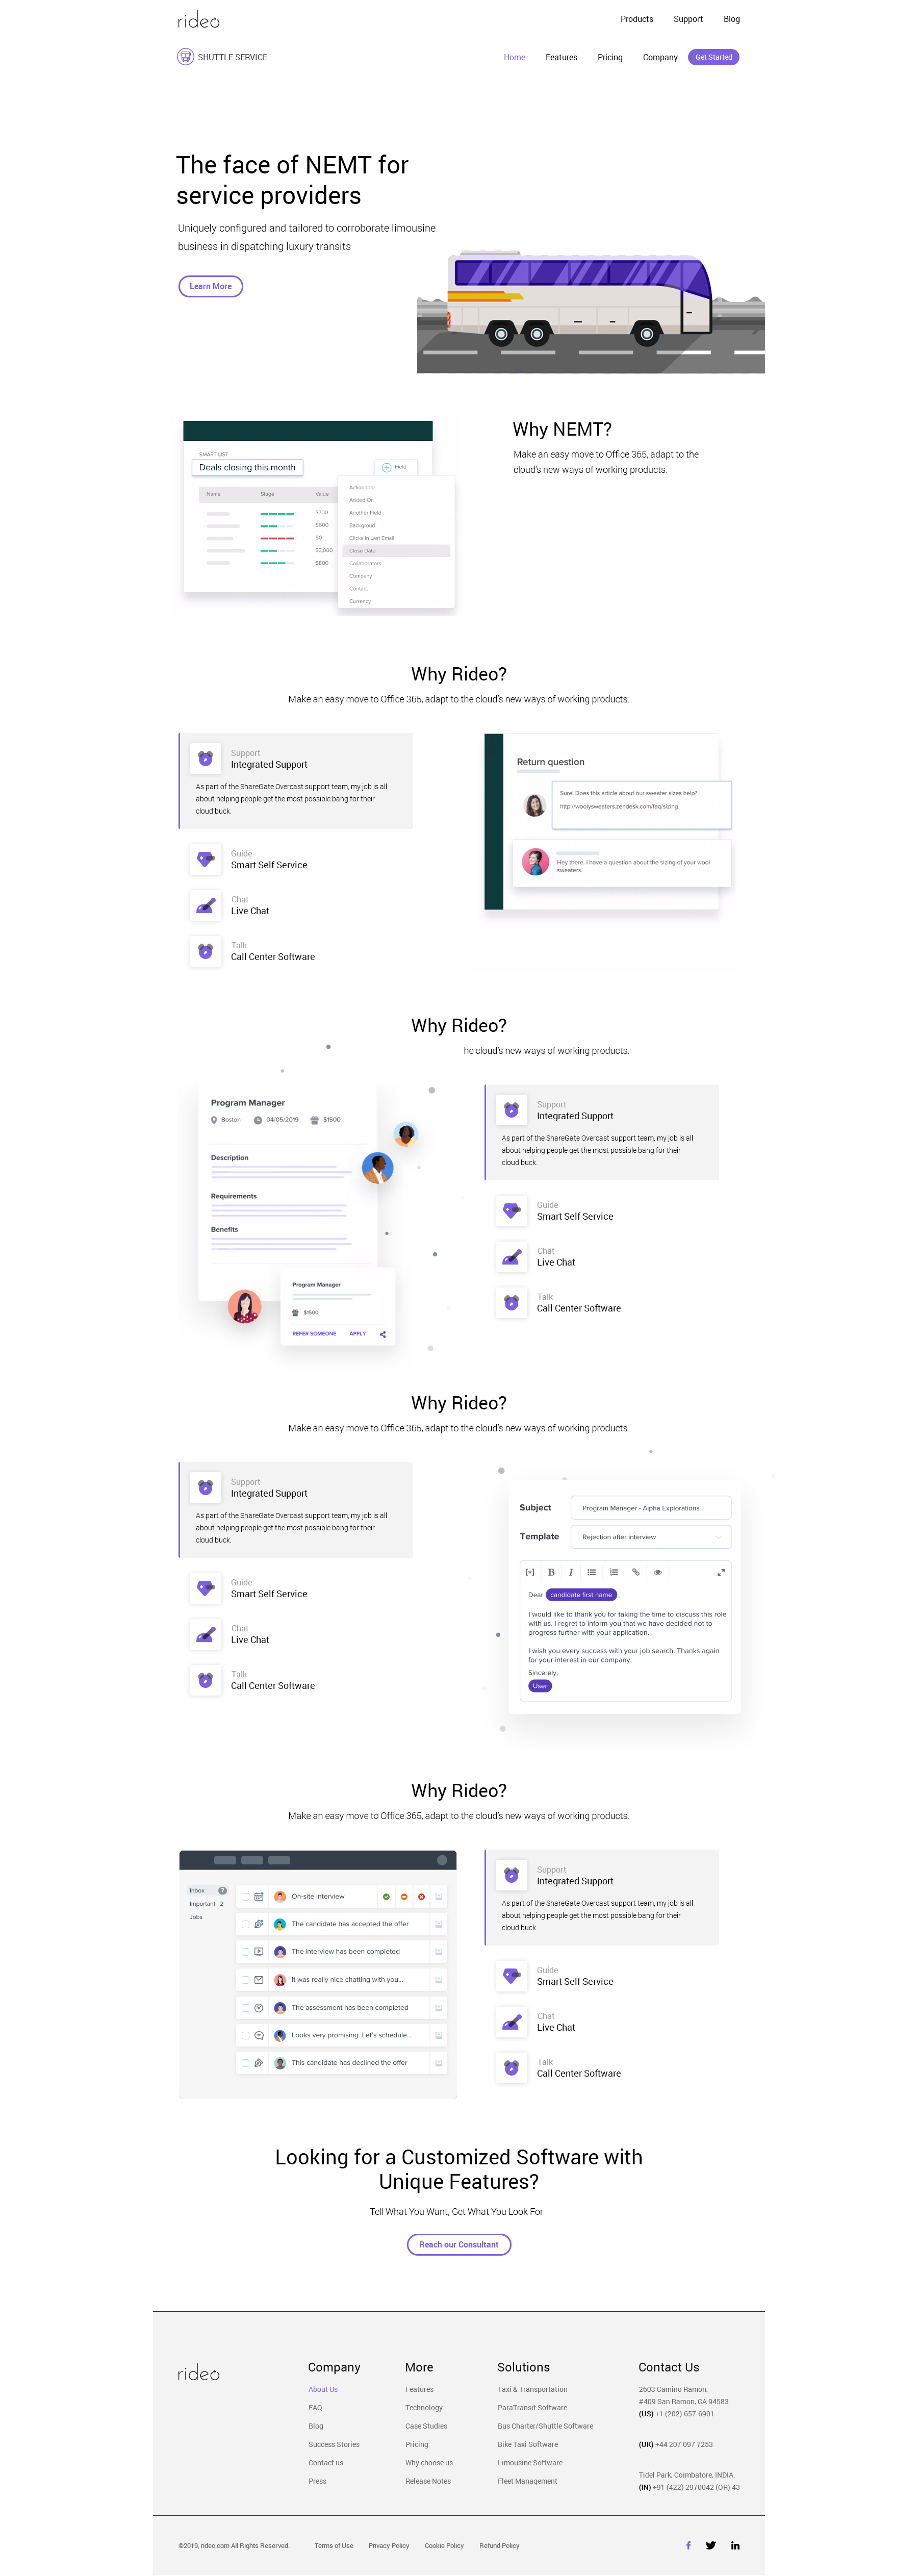 rideo
Products Support Blog
SHUTTLE SERVICE
Home Features Pricing Company Get Started
The face of NEMT for
service providers
Uniquely configured and tailored to corroborate limousine
business in dispatching luxury transits
Learn More
SMART LIST
Deals closing this month
Field
Name Stage Value
$700
$600
$0
$3,000
$800
Actionable
Added On
Another Field
Backgroud
Clicks in Last Email
Close Date
Collaborators
Company
Contact
Currency
Why NEMT?
Make an easy move to Office 365, adapt to the
cloud's new ways of working products.
Why Rideo?
Make an easy move to Office 365, adapt to the cloud's new ways of working products.
Support
Integrated Support
As part of the ShareGate Overcast support team, my job is all
about helping people get the most possible bang for their
cloud buck.
Guide
Smart Self Service
Chat
Live Chat
Talk
Call Center Software
Return question
Sure! Does this article about our sweater sizes help?
http://woolysweaters.zendesk.com/faq/sizing
Hey there. I have a question about the sizing of your wool
sweaters.
Why Rideo?
he cloud's new ways of working products.
Program Manager
Boston 04/05/2019 $1500
Description
Requirements
Benefits
Program Manager
$1500
REFER SOMEONE APPLY
Support
Integrated Support
As part of the ShareGate Overcast support team, my job is all
about helping people get the most possible bang for their
cloud buck.
Guide
Smart Self Service
Chat
Live Chat
Talk
Call Center Software
Why Rideo?
Make an easy move to Office 365, adapt to the cloud's new ways of working products.
Support
Integrated Support
As part of the ShareGate Overcast support team, my job is all
about helping people get the most possible bang for their
cloud buck.
Guide
Smart Self Service
Chat
Live Chat
Talk
Call Center Software
Subject Program Manager - Alpha Explorations
Template Rejection after interview
B I
Dear candidate first name ,
I would like to thank you for taking the time to discuss this role
with us. I regret to inform you that we have decided not to
progress further with your application.
I wish you every success with your job search. Thanks again
for your interest in our company.
Sincerely,
User
Why Rideo?
Make an easy move to Office 365, adapt to the cloud's new ways of working products.
Inbox 7
Important 2
Jobs
On-site interview
The candidate has accepted the offer
The interview has been completed
It was really nice chatting with you...
The assessment has been completed
Looks very promising. Let's schedule...
This candidate has declined the offer
Support
Integrated Support
As part of the ShareGate Overcast support team, my job is all
about helping people get the most possible bang for their
cloud buck.
Guide
Smart Self Service
Chat
Live Chat
Talk
Call Center Software
Looking for a Customized Software with
Unique Features?
Tell What You Want; Get What You Look For
Reach our Consultant
rideo
Company
About Us
FAQ
Blog
Success Stories
Contact us
Press
More
Features
Technology
Case Studies
Pricing
Why choose us
Release Notes
Solutions
Taxi & Transportation
ParaTransit Software
Bus Charter/Shuttle Software
Bike Taxi Software
Limousine Software
Fleet Management
Contact Us
2603 Camino Ramon,
#409 San Ramon, CA 94583
(US) +1 (202) 657-6901
(UK) +44 207 097 7253
Tidel Park, Coimbatore, INDIA.
(IN) +91 (422) 2970042 (OR) 43
©2019, rideo.com All Rights Reserved. Terms of Use Privacy Policy Cookie Policy Refund Policy